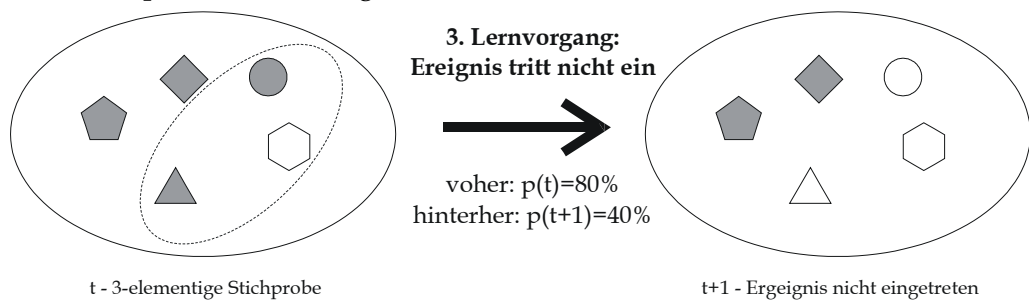 3. Lernvorgang:
Ereignis tritt nicht ein
voher: p(t)=80%
hinterher: p(t+1)=40%
t - 3-elementige Stichprobe
t+1 - Ergeignis nicht eingetreten